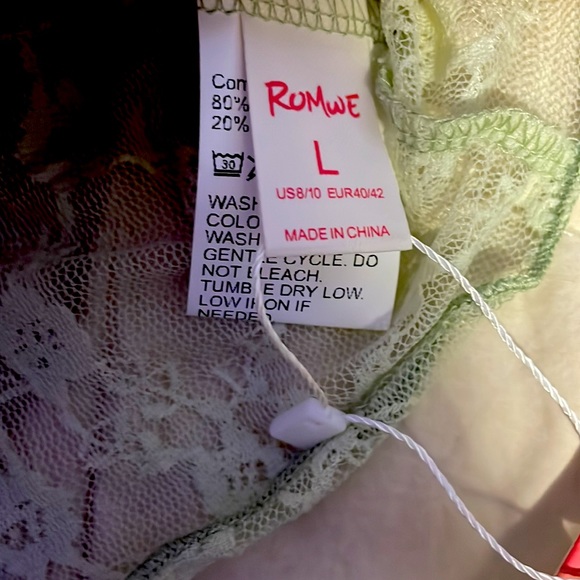 ROMWE
L
US8/10 EUR40/42
MADE IN CHINA
Com
80%
20%
30
WASH
COLO
WASH
GENTLE CYCLE. DO
NOT BLEACH.
TUMBLE DRY LOW.
LOW IRON IF
NEEDED